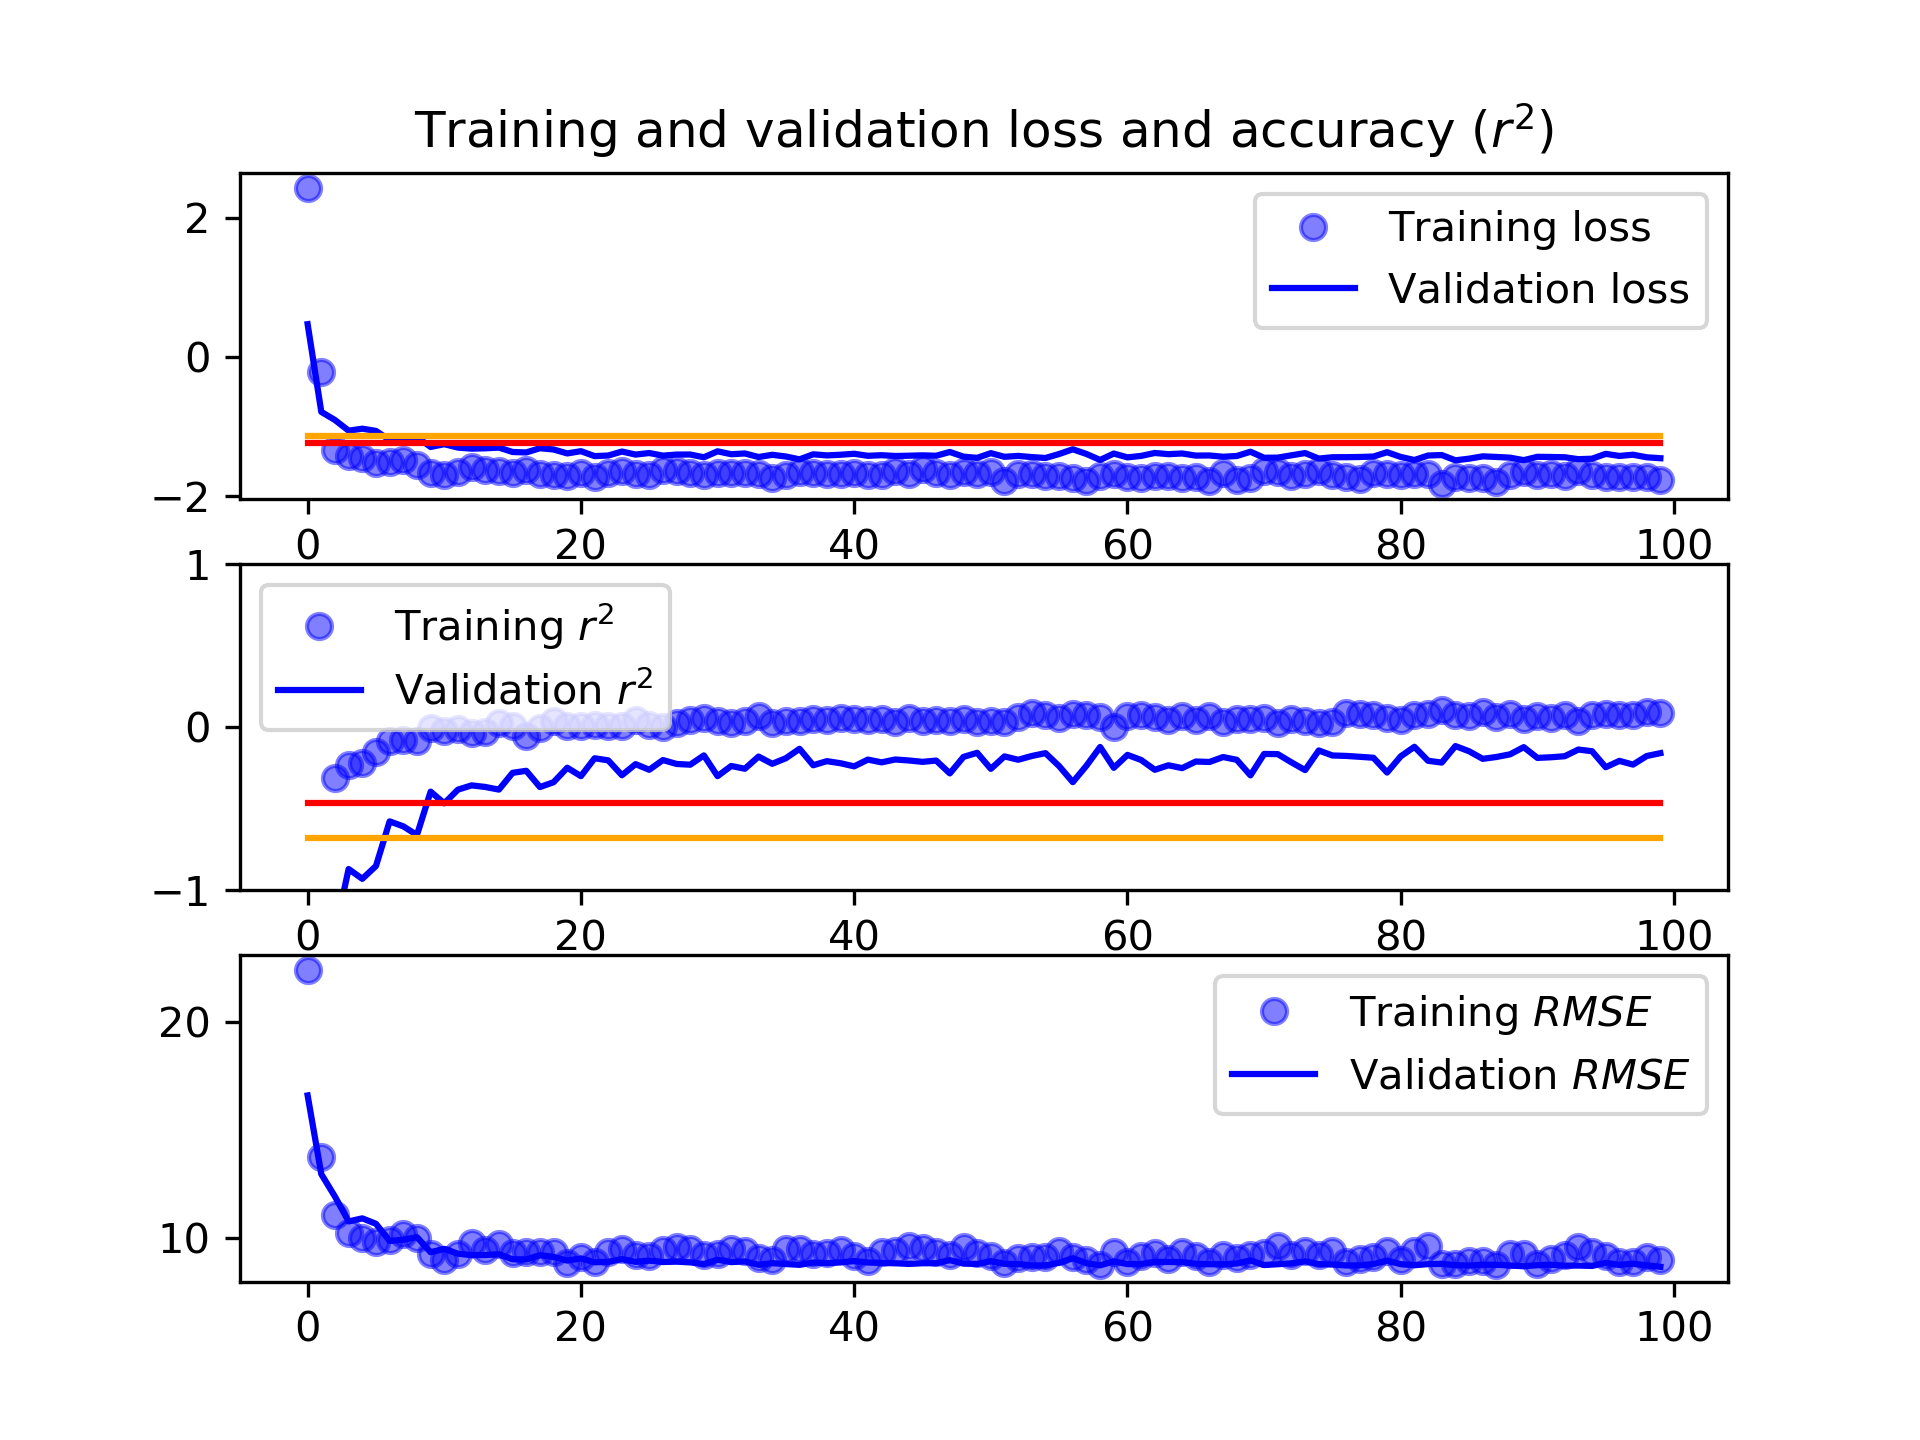 Training and validation loss and accuracy (r²)
2
0
−2
Training loss
Validation loss
0 20 40 60 80 100
1
0
−1
Training r²
Validation r²
0 20 40 60 80 100
20
10
Training RMSE
Validation RMSE
0 20 40 60 80 100